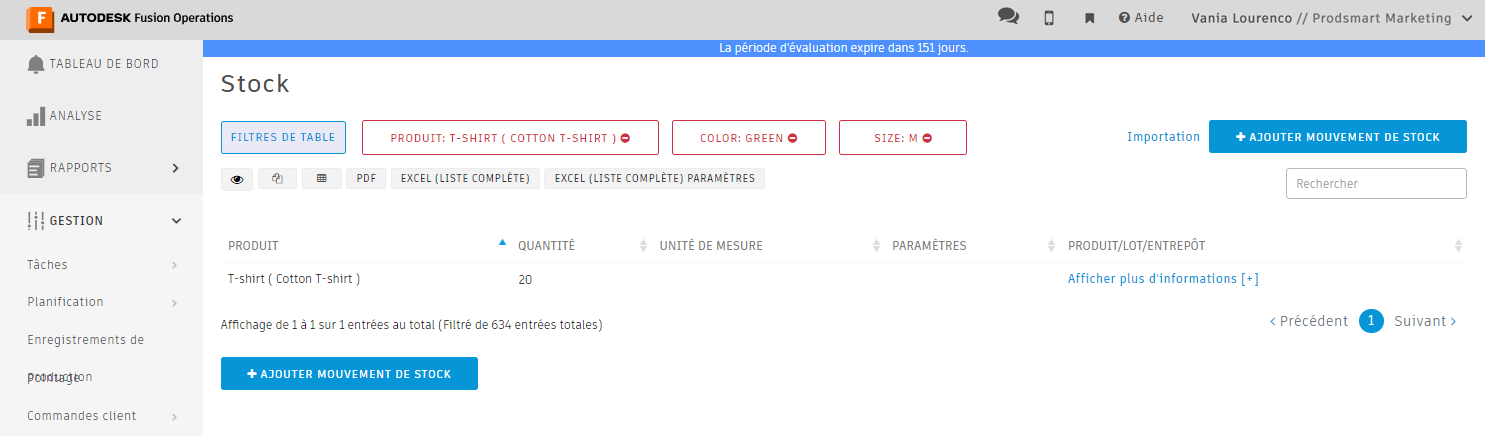 F AUTODESK Fusion Operations
Aide
Vania Lourenco // Prodsmart Marketing
La période d'évaluation expire dans 151 jours.
TABLEAU DE BORD
ANALYSE
RAPPORTS
GESTION
Tâches
Planification
Enregistrements de
production
Pointage
Commandes client
Stock
FILTRES DE TABLE
PRODUIT: T-SHIRT ( COTTON T-SHIRT )
COLOR: GREEN
SIZE: M
Importation
+ AJOUTER MOUVEMENT DE STOCK
PDF
EXCEL (LISTE COMPLÈTE)
EXCEL (LISTE COMPLÈTE) PARAMÈTRES
Rechercher
PRODUIT QUANTITÉ UNITÉ DE MESURE PARAMÈTRES PRODUIT/LOT/ENTREPÔT
T-shirt ( Cotton T-shirt ) 20 Afficher plus d'informations [+]
Affichage de 1 à 1 sur 1 entrées au total (Filtré de 634 entrées totales)
< Précédent 1 Suivant >
+ AJOUTER MOUVEMENT DE STOCK